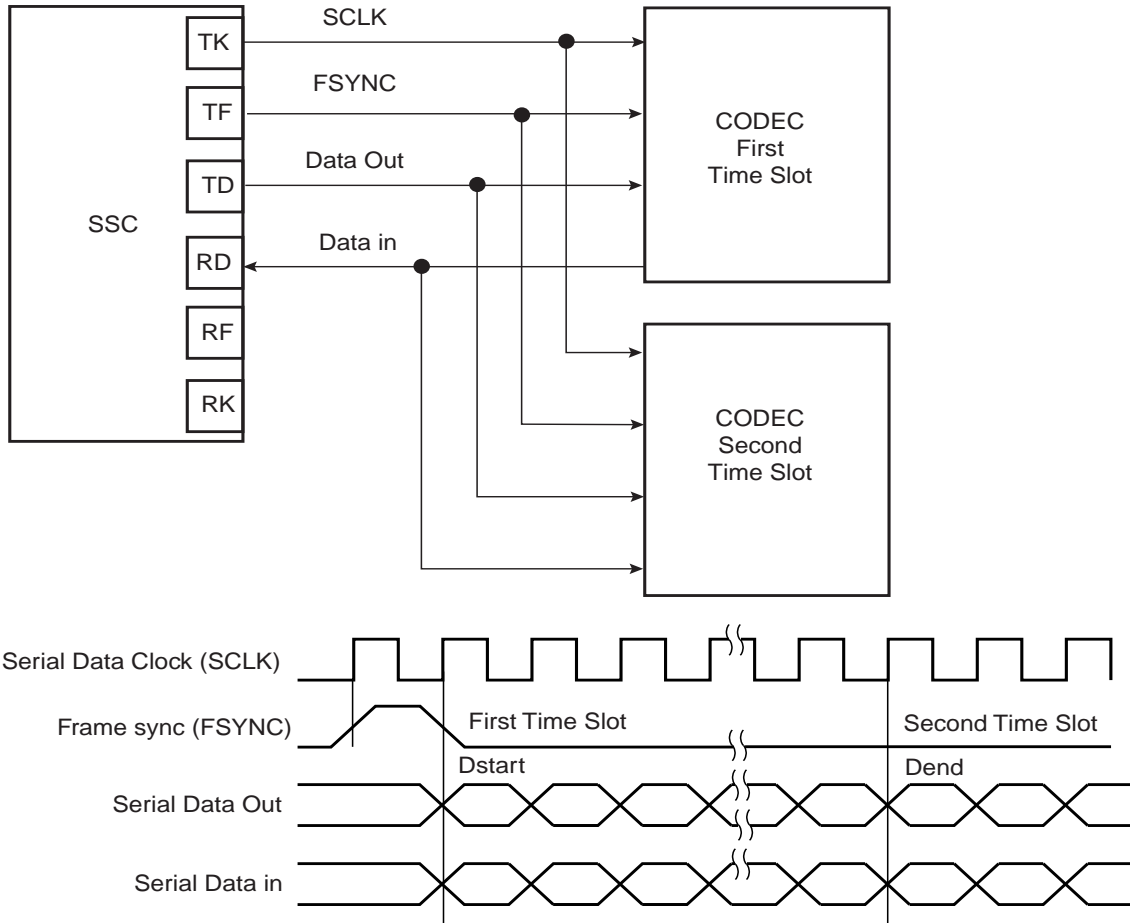 SCLK
TK
FSYNC
TF
CODEC
First
Time Slot
Data Out
TD
SSC
Data in
RD
RF
RK
CODEC
Second
Time Slot
Serial Data Clock (SCLK)
Frame sync (FSYNC)
First Time Slot
Second Time Slot
Dstart
Dend
Serial Data Out
Serial Data in